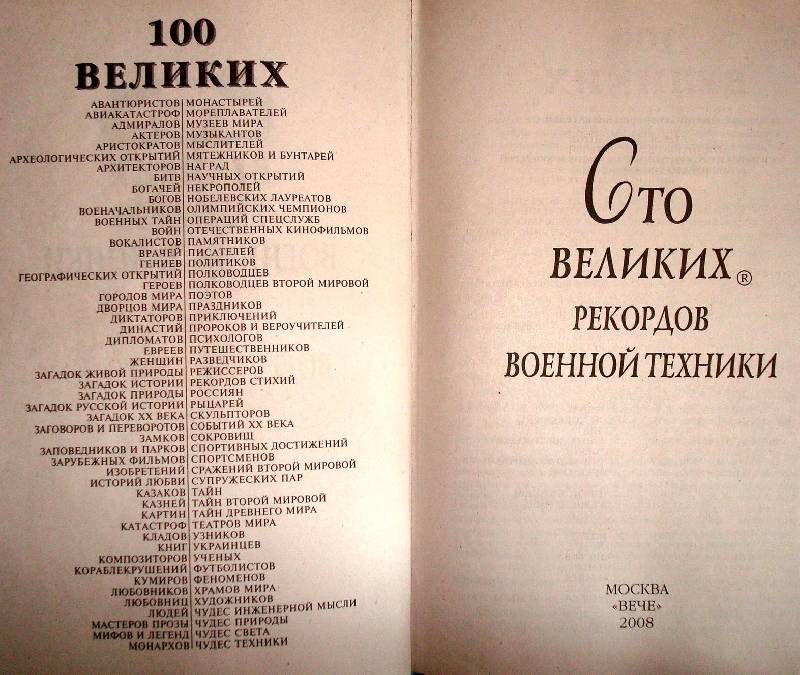 100
ВЕЛИКИХ
АВАНТЮРИСТОВ
АВИАКАТАСТРОФ
АДМИРАЛОВ
АКТЕРОВ
АРИСТОКРАТОВ
АРХЕОЛОГИЧЕСКИХ ОТКРЫТИЙ
АРХИТЕКТОРОВ
БИТВ
БОГАЧЕЙ
БОГОВ
ВОЕНАЧАЛЬНИКОВ
ВОЕННЫХ ТАЙН
ВОЙН
ВОКАЛИСТОВ
ВРАЧЕЙ
ГЕНИЕВ
ГЕОГРАФИЧЕСКИХ ОТКРЫТИЙ
ГЕРОЕВ
ГОРОДОВ МИРА
ДВОРЦОВ МИРА
ДИКТАТОРОВ
ДИНАСТИЙ
ДИПЛОМАТОВ
ЕВРЕЕВ
ЖЕНЩИН
ЗАГАДОК ЖИВОЙ ПРИРОДЫ
ЗАГАДОК ИСТОРИИ
ЗАГАДОК ПРИРОДЫ
ЗАГАДОК РУССКОЙ ИСТОРИИ
ЗАГАДОК XX ВЕКА
ЗАГОВОРОВ И ПЕРЕВОРОТОВ
ЗАМКОВ
ЗАПОВЕДНИКОВ И ПАРКОВ
ЗАРУБЕЖНЫХ ФИЛЬМОВ
ИЗОБРЕТЕНИЙ
ИСТОРИЙ ЛЮБВИ
КАЗАКОВ
КАЗНЕЙ
КАРТИН
КАТАСТРОФ
КЛАДОВ
КНИГ
КОМПОЗИТОРОВ
КОРАБЛЕКРУШЕНИЙ
КУМИРОВ
ЛЮБОВНИКОВ
ЛЮБОВНИЦ
ЛЮДЕЙ
МАСТЕРОВ ПРОЗЫ
МИФОВ И ЛЕГЕНД
МОНАРХОВ
МОНАСТЫРЕЙ
МОРЕПЛАВАТЕЛЕЙ
МУЗЕЕВ МИРА
МУЗЫКАНТОВ
МЫСЛИТЕЛЕЙ
МЯТЕЖНИКОВ И БУНТАРЕЙ
НАГРАД
НАУЧНЫХ ОТКРЫТИЙ
НЕКРОПОЛЕЙ
НОБЕЛЕВСКИХ ЛАУРЕАТОВ
ОЛИМПИЙСКИХ ЧЕМПИОНОВ
ОПЕРАЦИЙ СПЕЦСЛУЖБ
ОТЕЧЕСТВЕННЫХ КИНОФИЛЬМОВ
ПАМЯТНИКОВ
ПИСАТЕЛЕЙ
ПОЛИТИКОВ
ПОЛКОВОДЦЕВ
ПОЛКОВОДЦЕВ ВТОРОЙ МИРОВОЙ
ПОЭТОВ
ПРАЗДНИКОВ
ПРИКЛЮЧЕНИЙ
ПРОРОКОВ И ВЕРОУЧИТЕЛЕЙ
ПСИХОЛОГОВ
ПУТЕШЕСТВЕННИКОВ
РАЗВЕДЧИКОВ
РЕЖИССЕРОВ
РЕКОРДОВ СТИХИЙ
РОССИЯН
РЫЦАРЕЙ
СКУЛЬПТОРОВ
СОБЫТИЙ XX ВЕКА
СОКРОВИЩ
СПОРТИВНЫХ ДОСТИЖЕНИЙ
СПОРТСМЕНОВ
СРАЖЕНИЙ ВТОРОЙ МИРОВОЙ
СУПРУЖЕСКИХ ПАР
ТАЙН
ТАЙН ВТОРОЙ МИРОВОЙ
ТАЙН ДРЕВНЕГО МИРА
ТЕАТРОВ МИРА
УЗНИКОВ
УКРАИНЦЕВ
УЧЕНЫХ
ФУТБОЛИСТОВ
ФЕНОМЕНОВ
ХРАМОВ МИРА
ХУДОЖНИКОВ
ЧУДЕС ИНЖЕНЕРНОЙ МЫСЛИ
ЧУДЕС ПРИРОДЫ
ЧУДЕС СВЕТА
ЧУДЕС ТЕХНИКИ
Сто
ВЕЛИКИХ®
РЕКОРДОВ
ВОЕННОЙ ТЕХНИКИ
МОСКВА
«ВЕЧЕ»
2008